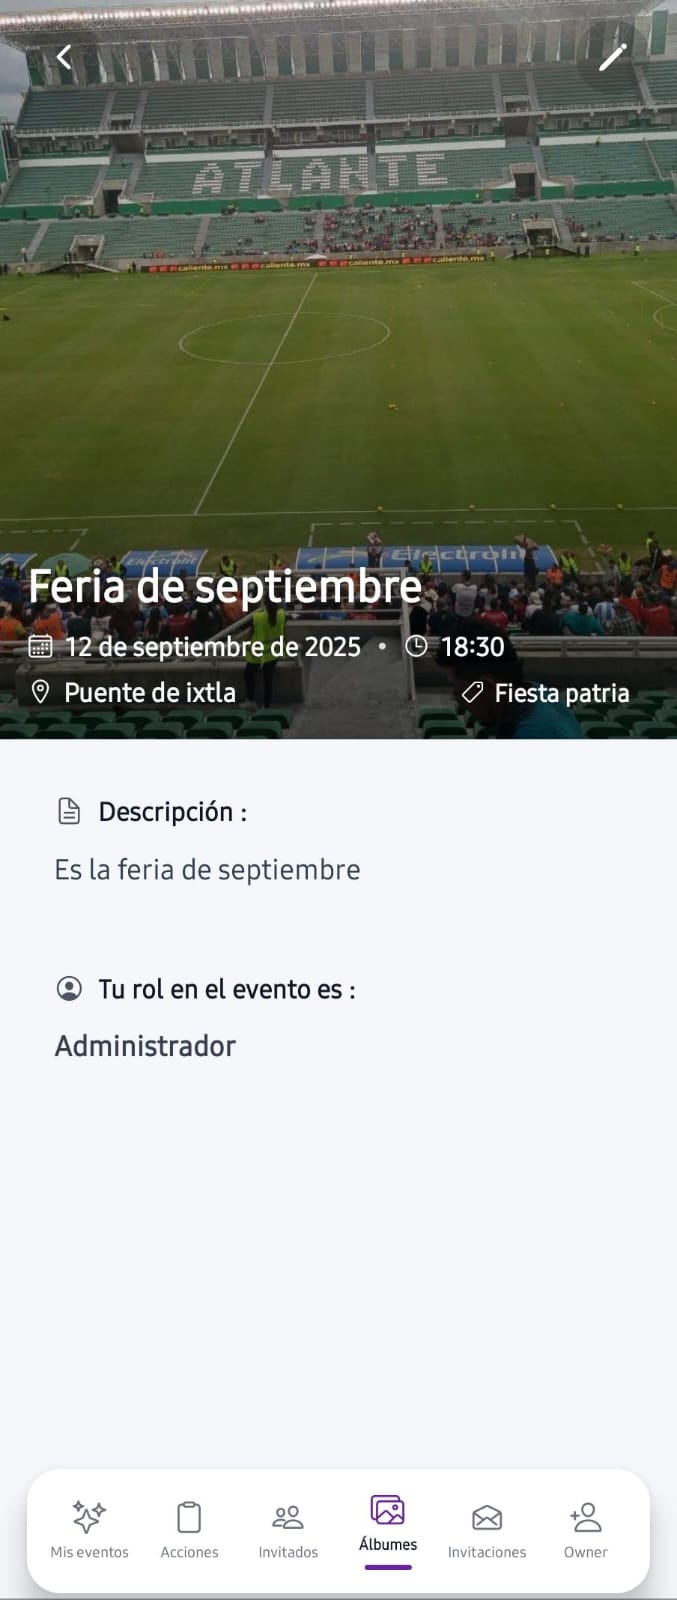 ATLANTE
caliente.mx caliente.mx caliente.mx caliente.mx
Electrolit Electrolit
Feria de septiembre
12 de septiembre de 2025 • 18:30
Puente de ixtla Fiesta patria
Descripción :
Es la feria de septiembre
Tu rol en el evento es :
Administrador
Mis eventos Acciones Invitados Álbumes Invitaciones Owner